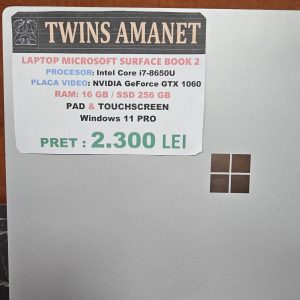 TWINS AMANET
LAPTOP MICROSOFT SURFACE BOOK 2
PROCESOR: Intel Core i7-8650U
PLACA VIDEO: NVIDIA GeForce GTX 1060
RAM: 16 GB / SSD 256 GB
PAD & TOUCHSCREEN
Windows 11 PRO
PRET : 2.300 LEI